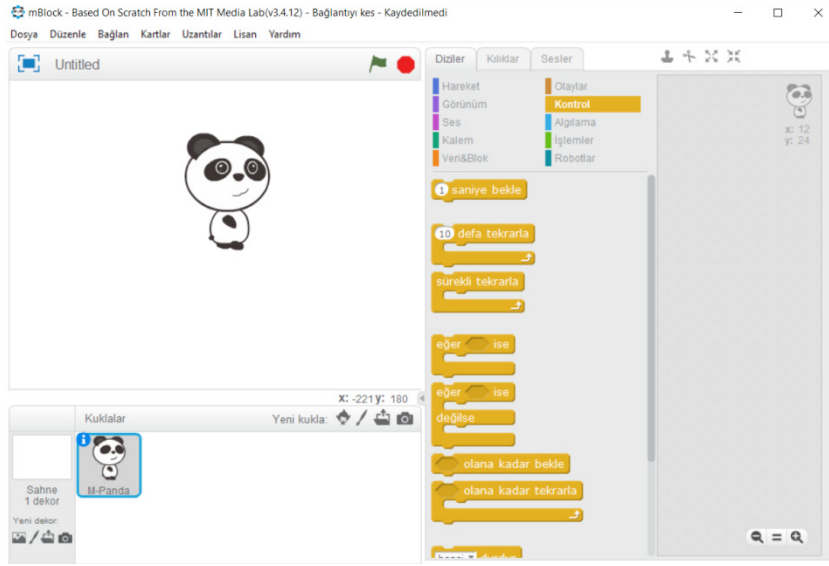 mBlock - Based On Scratch From the MIT Media Lab(v3.4.12) - Bağlantıyı kes - Kaydedilmedi
Dosya Düzenle Bağlan Kartlar Uzantılar Lisan Yardım
Untitled
Diziler Kılıklar Sesler
Hareket Olaylar
Görünüm Kontrol
Ses Algılama
Kalem İşlemler
Veri&Blok Robotlar
x: 12
y: 24
1 saniye bekle
10 defa tekrarla
sürekli tekrarla
eğer ise
eğer ise
değilse
olana kadar bekle
olana kadar tekrarla
x: -221 y: 180
Kuklalar Yeni kukla:
M-Panda
Sahne
1 dekor
Yeni dekor: